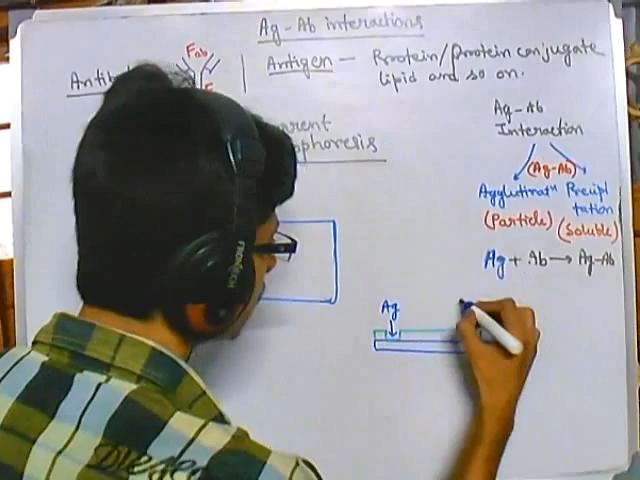 Ag-Ab interactions
Fab
Antigen — Protein/protein conjugate
lipid and so on.
Ag-Ab
Interaction
(Ag-Ab)
Agglutinatⁿ Precipi
tation
(Particle) (Soluble)
Ag + Ab → Ag-Ab
Ag